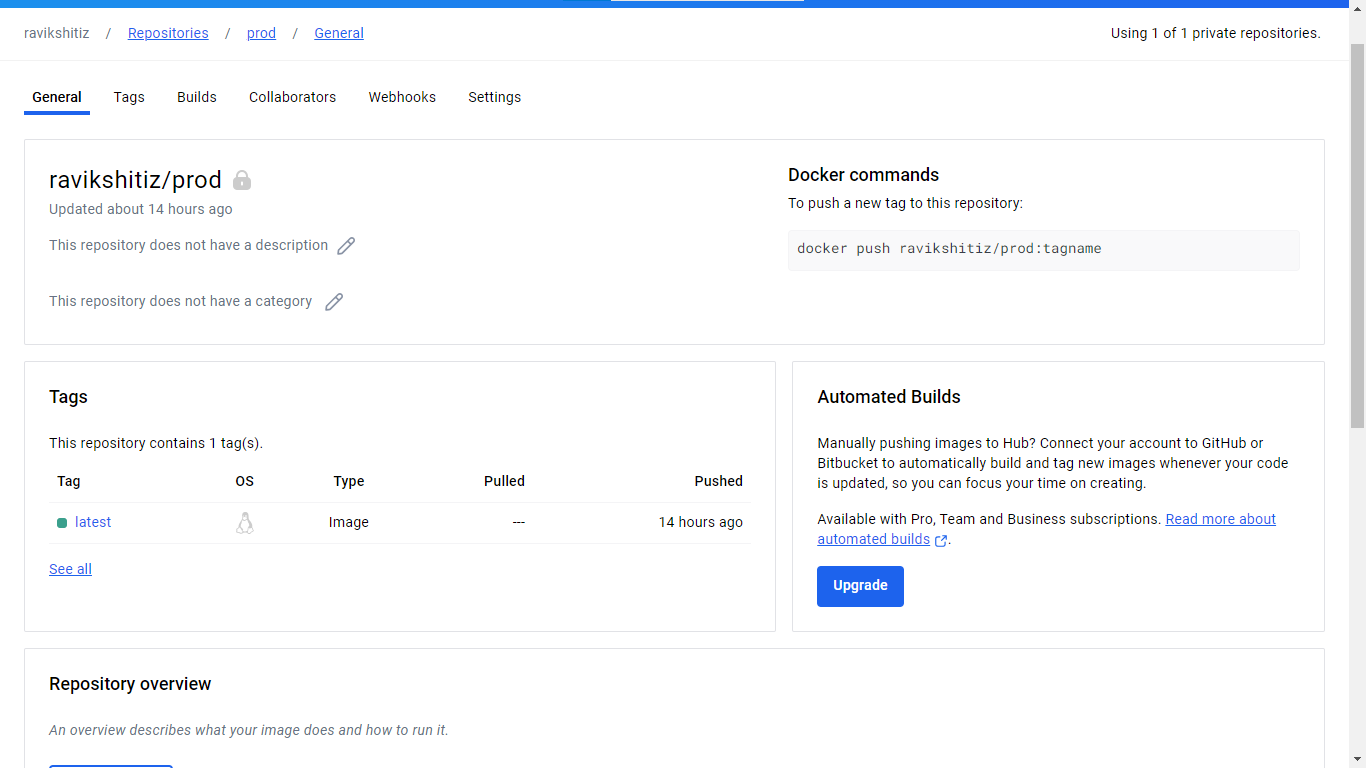 ravikshitiz / Repositories / prod / General
Using 1 of 1 private repositories.
General Tags Builds Collaborators Webhooks Settings
ravikshitiz/prod
Updated about 14 hours ago
This repository does not have a description
This repository does not have a category
Docker commands
To push a new tag to this repository:
docker push ravikshitiz/prod:tagname
Tags
This repository contains 1 tag(s).
Tag OS Type Pulled Pushed
latest Image --- 14 hours ago
See all
Automated Builds
Manually pushing images to Hub? Connect your account to GitHub or
Bitbucket to automatically build and tag new images whenever your code
is updated, so you can focus your time on creating.
Available with Pro, Team and Business subscriptions. Read more about
automated builds.
Upgrade
Repository overview
An overview describes what your image does and how to run it.